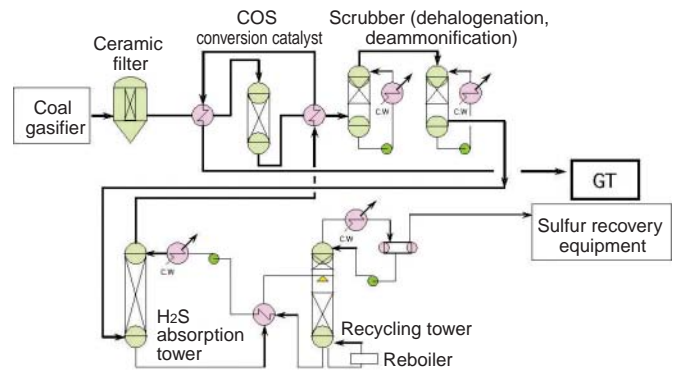 COS
conversion catalyst
Scrubber (dehalogenation,
deammonification)
Ceramic
filter
Coal
gasifier
C.W
C.W
GT
Sulfur recovery
equipment
C.W
C.W
H2S
absorption
tower
Recycling tower
Reboiler